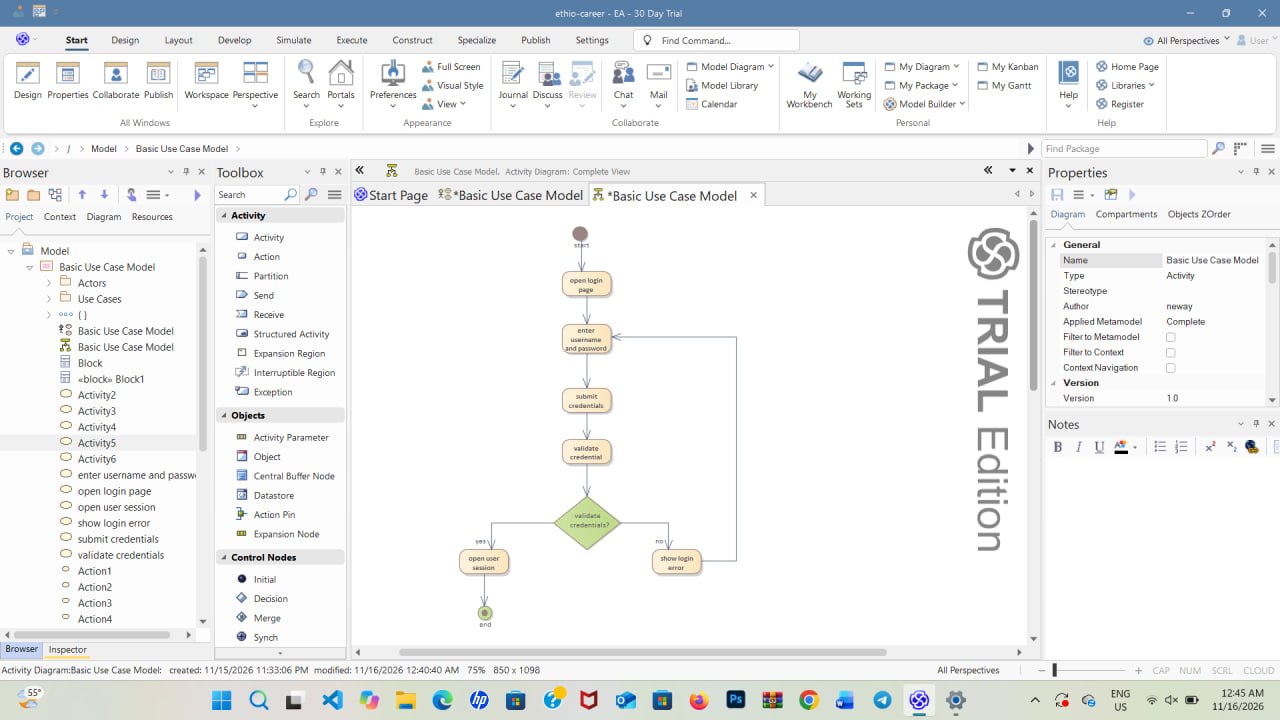 ethio-career - EA - 30 Day Trial
Start Design Layout Develop Simulate Execute Construct Specialize Publish Settings Find Command... All Perspectives User
Design Properties Collaborate Publish Workspace Perspective Search Portals Preferences Full Screen Visual Style View Journal Discuss Review Chat Mail Model Diagram Model Library Calendar My Workbench Working Sets My Diagram My Package Model Builder My Kanban My Gantt Help Home Page Libraries Register
All Windows Explore Appearance Collaborate Personal Help
/ Model Basic Use Case Model Find Package
Browser
Project Context Diagram Resources
Model
Basic Use Case Model
Actors
Use Cases
{ }
Basic Use Case Model
Basic Use Case Model
Block
«block» Block1
Activity2
Activity3
Activity4
Activity5
Activity6
enter username and passw
open login page
open user session
show login error
submit credentials
validate credentials
Action1
Action2
Action3
Action4
Browser Inspector
Toolbox
Search
Activity
Activity
Action
Partition
Send
Receive
Structured Activity
Expansion Region
Interruptible Region
Exception
Objects
Activity Parameter
Object
Central Buffer Node
Datastore
Action Pin
Expansion Node
Control Nodes
Initial
Decision
Merge
Synch
Basic Use Case Model. Activity Diagram: Complete View
Start Page *Basic Use Case Model *Basic Use Case Model
start
open login
page
enter
username
and password
submit
credentials
validate
credential
validate
credentials?
yes
no
open user
session
show login
error
end
TRIAL Edition
Properties
Diagram Compartments Objects ZOrder
General
Name Basic Use Case Model
Type Activity
Stereotype
Author neway
Applied Metamodel Complete
Filter to Metamodel
Filter to Context
Context Navigation
Version
Version 1.0
Notes
B I U A
Activity Diagram:Basic Use Case Model: created: 11/15/2026 11:33:06 PM modified: 11/16/2026 12:40:40 AM 75% 850 x 1098 All Perspectives CAP NUM SCRL CLOUD
55°
ENG
US
12:45 AM
11/16/2026